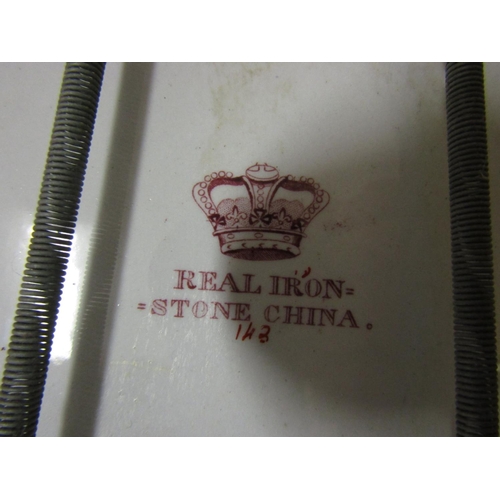 REAL IRON=
=STONE CHINA.
143